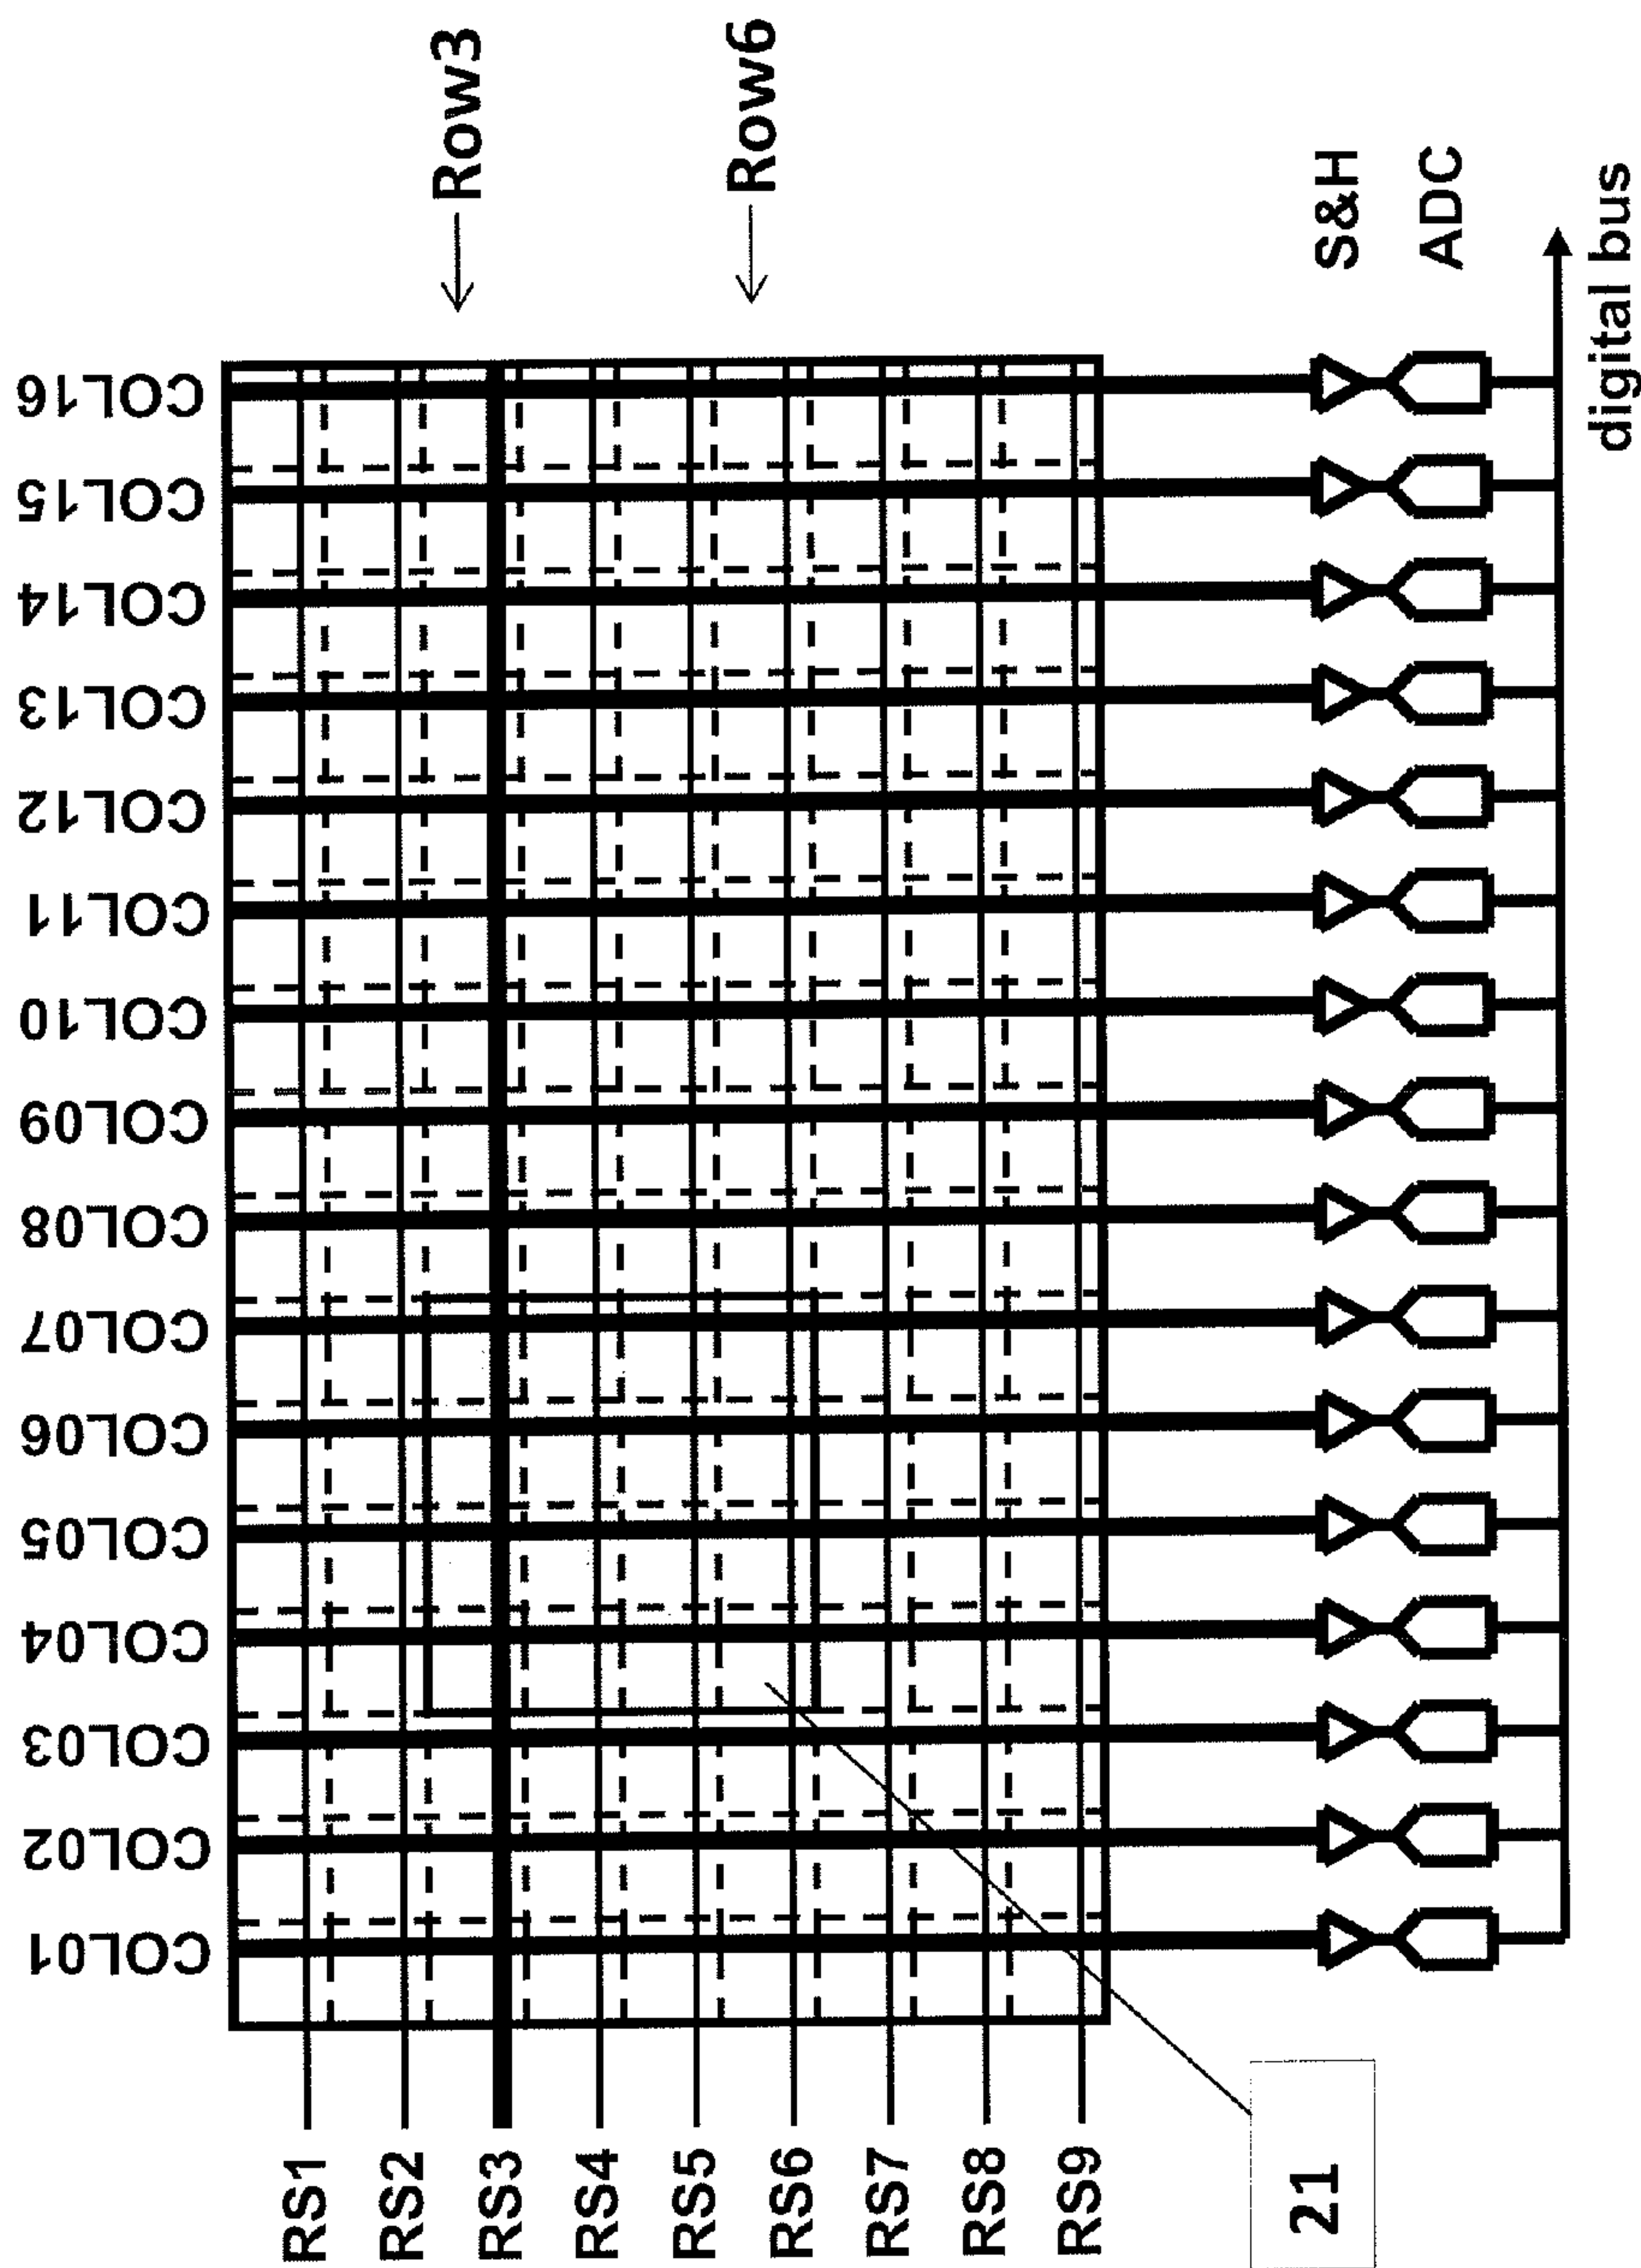 COL01
COL02
COL03
COL04
COL05
COL06
COL07
COL08
COL09
COL10
COL11
COL12
COL13
COL14
COL15
COL16
RS1
RS2
RS3
RS4
RS5
RS6
RS7
RS8
RS9
Row3
Row6
S&H
ADC
digital bus
21